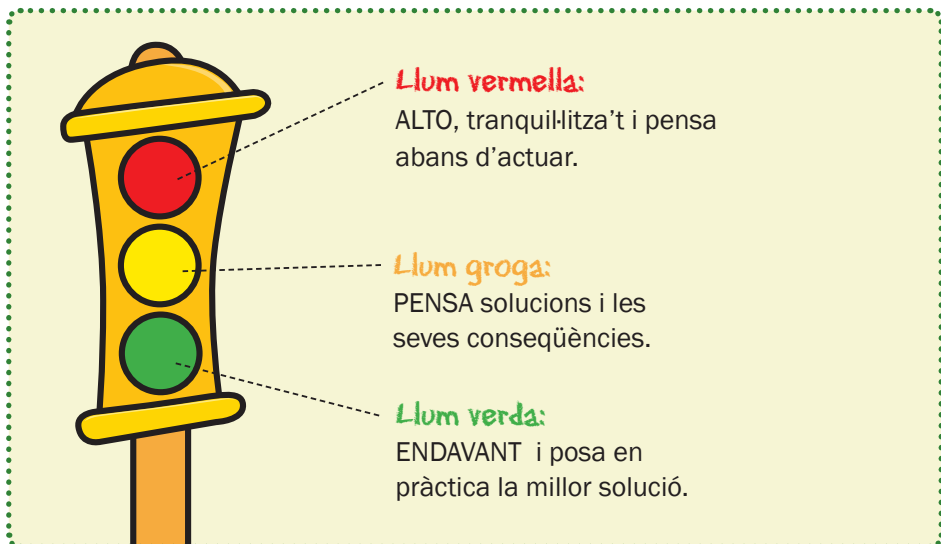 Llum vermella:
ALTO, tranquil·litza’t i pensa
abans d’actuar.
Llum groga:
PENSA solucions i les
seves conseqüències.
Llum verda:
ENDAVANT  i posa en
pràctica la millor solució.